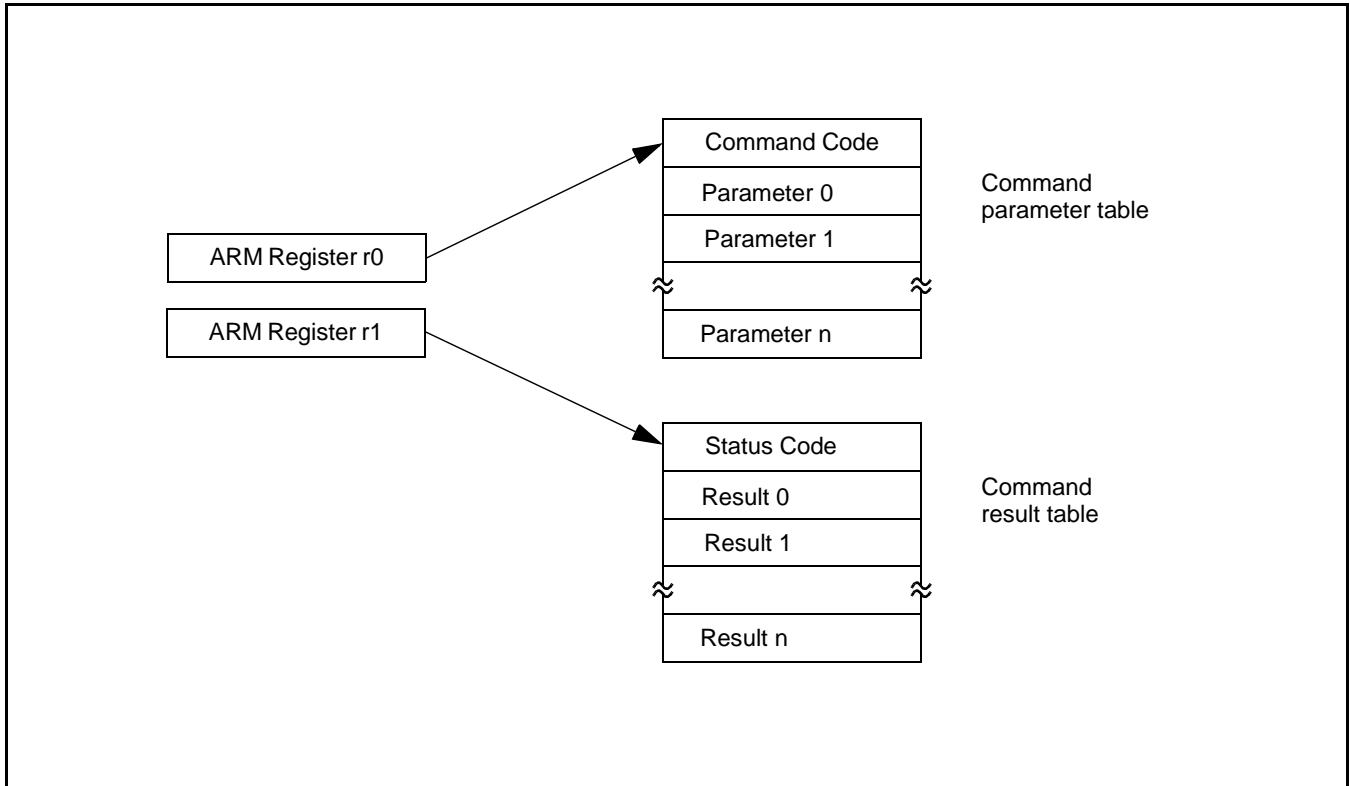 Command Code
Parameter 0
Parameter 1
Parameter n
Command
parameter table
ARM Register r0
ARM Register r1
Status Code
Result 0
Result 1
Result n
Command
result table